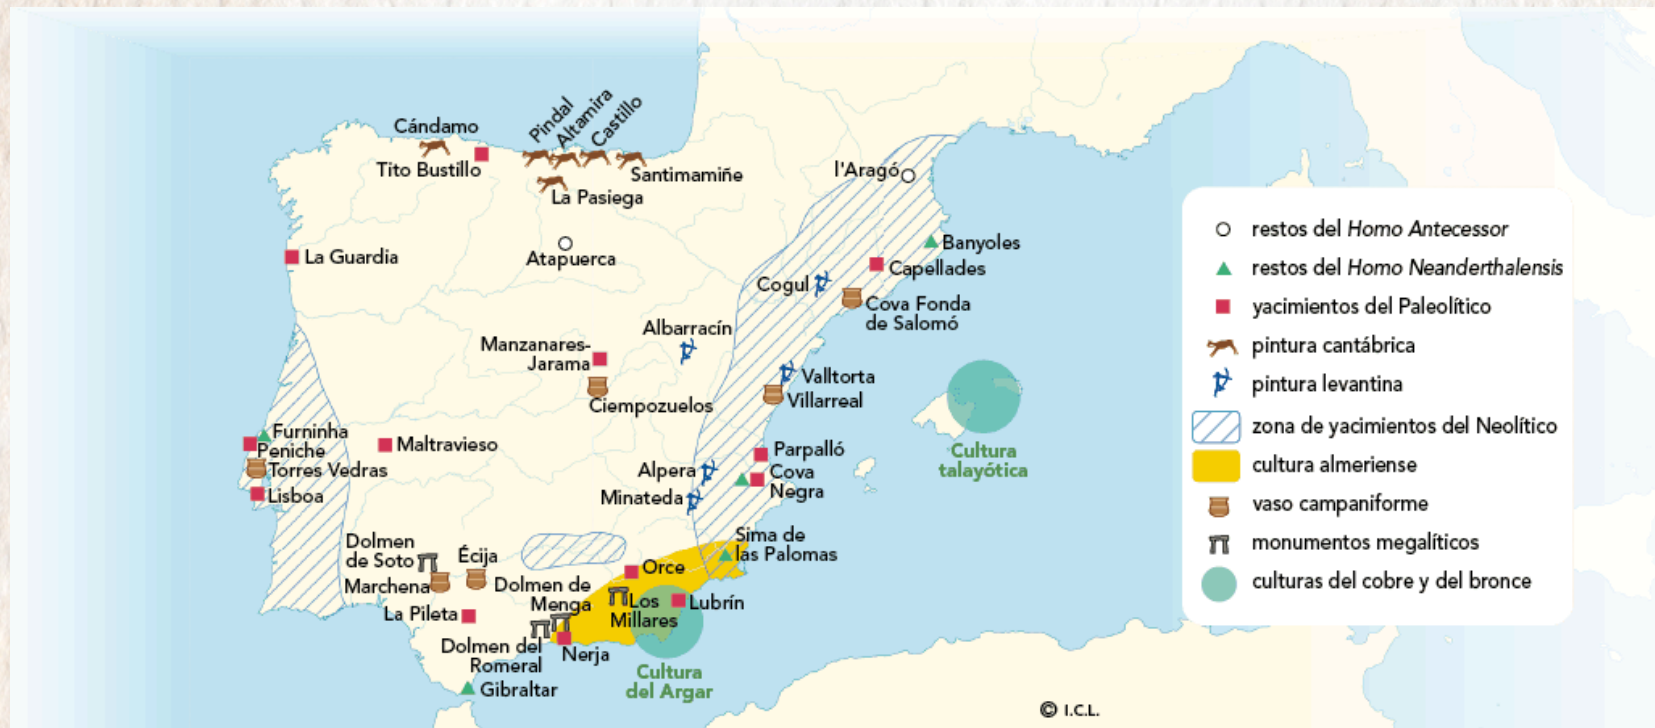 Cándamo
Pindal
Altamira
Castillo
Tito Bustillo
Santimamiñe
La Pasiega
l'Aragó
La Guardia
Atapuerca
Banyoles
Capellades
Cogul
Cova Fonda
de Salomó
Albarracín
Manzanares-
Jarama
Ciempozuelos
Valltorta
Villarreal
Furninha
Peniche
Torres Vedras
Lisboa
Maltravieso
Parpalló
Alpera
Cova
Negra
Minateda
Cultura
talayótica
Sima de
las Palomas
Dolmen
de Soto
Écija
Marchena
Dolmen de
Menga
Orce
Los
Millares
Lubrín
La Pileta
Dolmen del
Romeral
Nerja
Gibraltar
Cultura
del Argar
restos del Homo Antecessor
restos del Homo Neanderthalensis
yacimientos del Paleolítico
pintura cantábrica
pintura levantina
zona de yacimientos del Neolítico
cultura almeriense
vaso campaniforme
monumentos megalíticos
culturas del cobre y del bronce
© I.C.L.